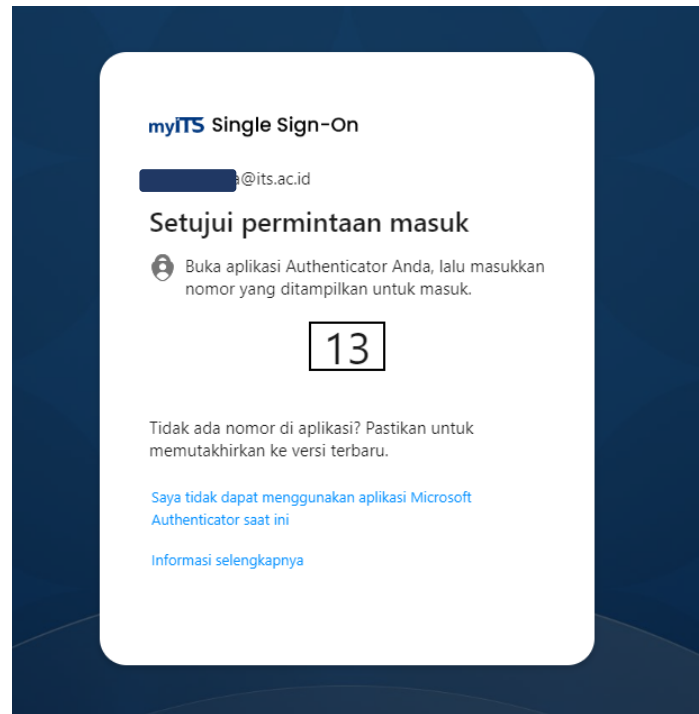 myITS Single Sign-On
@its.ac.id
Setujui permintaan masuk
Buka aplikasi Authenticator Anda, lalu masukkan
nomor yang ditampilkan untuk masuk.
13
Tidak ada nomor di aplikasi? Pastikan untuk
memutakhirkan ke versi terbaru.
Saya tidak dapat menggunakan aplikasi Microsoft
Authenticator saat ini
Informasi selengkapnya